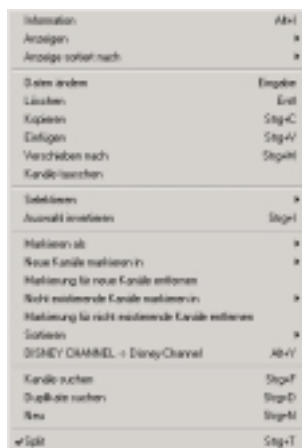 Information Alt+I
Anzeigen
Anzeige sortiert nach
Daten ändern Eingabe
Löschen Entf
Kopieren Strg+C
Einfügen Strg+V
Verschieben nach Strg+M
Kanäle tauschen
Selektieren
Auswahl invertieren Strg+I
Markieren als
Neue Kanäle markieren in
Markierung für neue Kanäle entfernen
Nicht existierende Kanäle markieren in
Markierung für nicht existierende Kanäle entfernen
Sortieren
DISNEY CHANNEL -> Disney Channel Alt+Y
Kanäle suchen Strg+F
Duplikate suchen Strg+D
Neu Strg+N
Split Strg+T